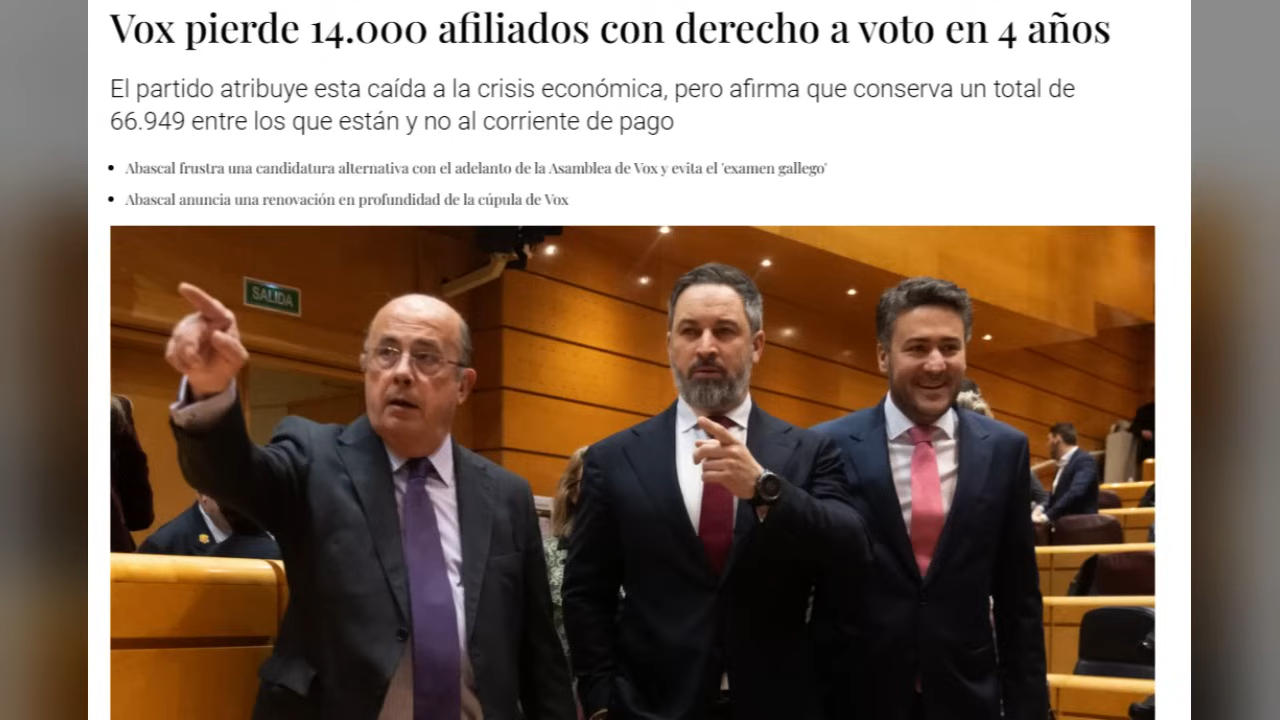 Vox pierde 14.000 afiliados con derecho a voto en 4 años
El partido atribuye esta caída a la crisis económica, pero afirma que conserva un total de
66.949 entre los que están y no al corriente de pago
Abascal frustra una candidatura alternativa con el adelanto de la Asamblea de Vox y evita el 'examen gallego'
Abascal anuncia una renovación en profundidad de la cúpula de Vox
SALIDA